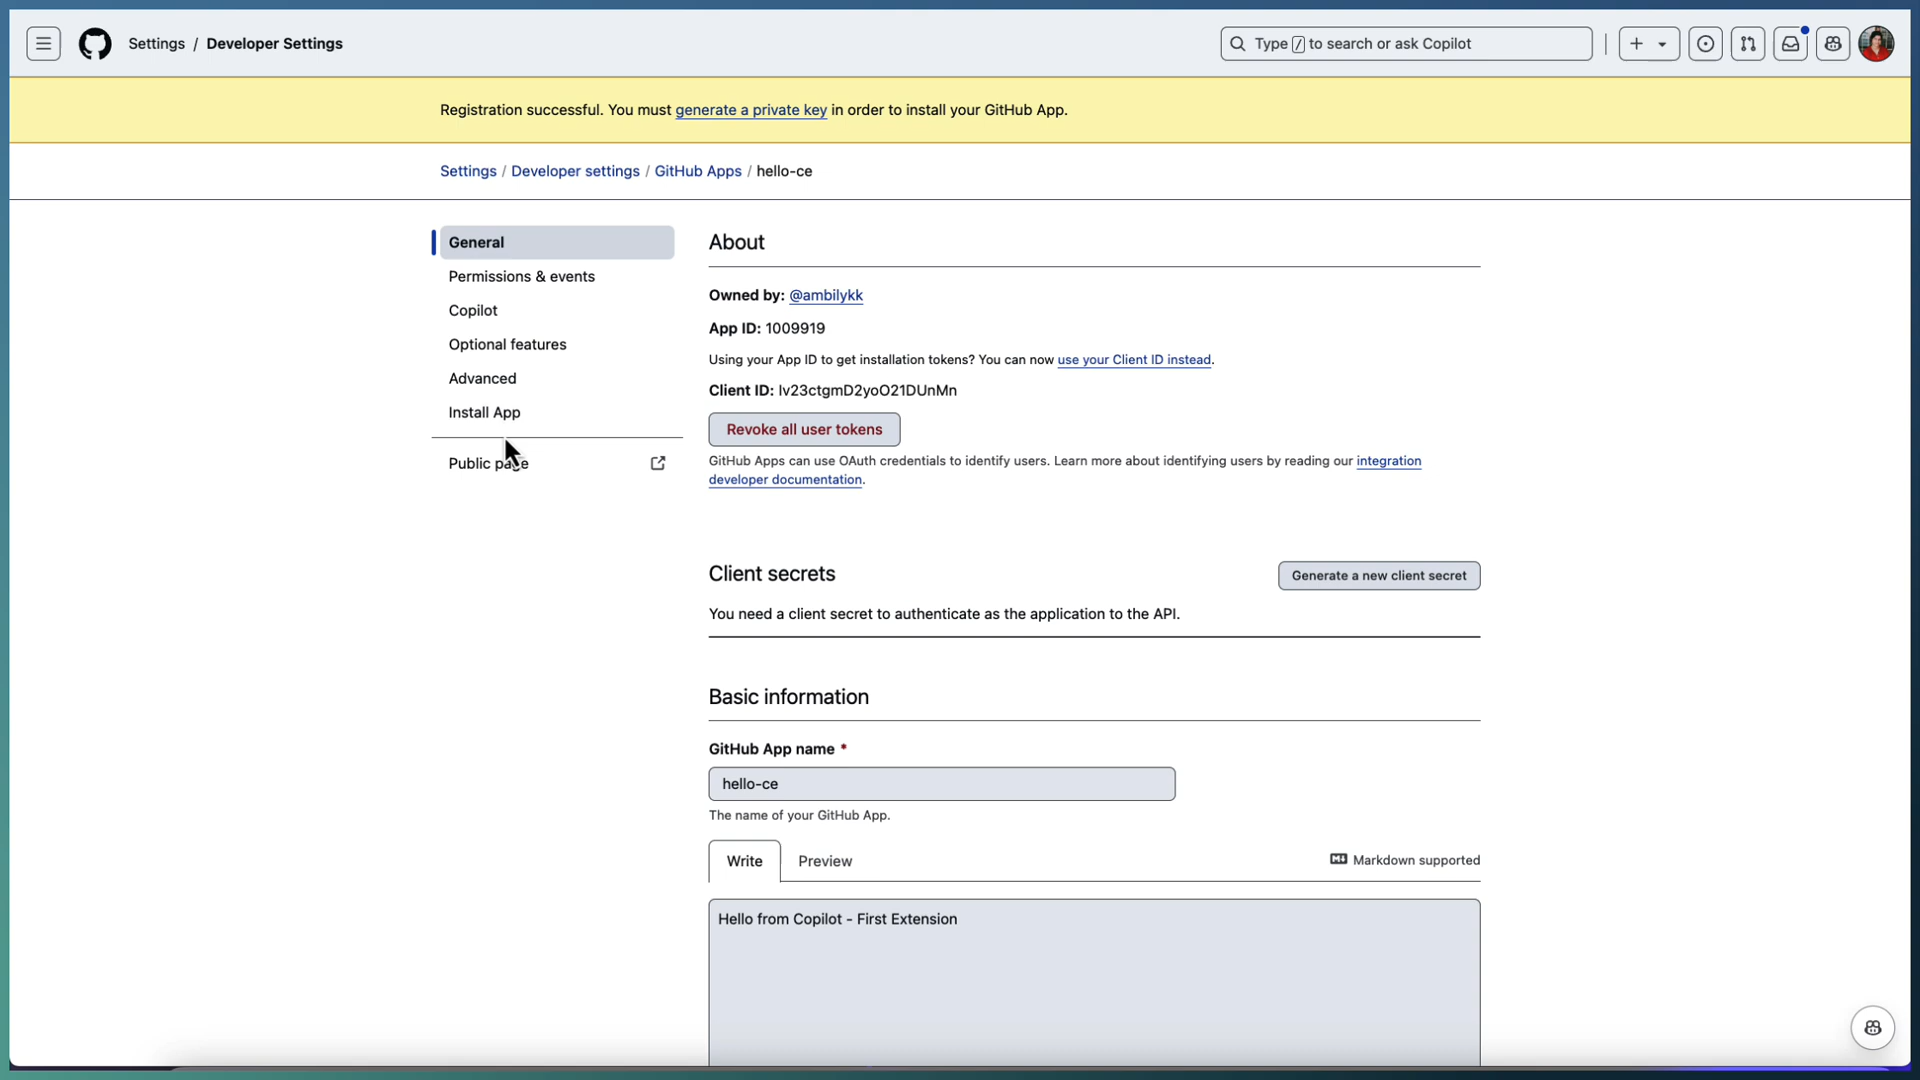 Settings / Developer Settings
Type / to search or ask Copilot
Registration successful. You must generate a private key in order to install your GitHub App.
Settings / Developer settings / GitHub Apps / hello-ce
General
Permissions & events
Copilot
Optional features
Advanced
Install App
Public page
About
Owned by: @ambilykk
App ID: 1009919
Using your App ID to get installation tokens? You can now use your Client ID instead.
Client ID: Iv23ctgmD2yoO21DUnMn
Revoke all user tokens
GitHub Apps can use OAuth credentials to identify users. Learn more about identifying users by reading our integration
developer documentation.
Client secrets
Generate a new client secret
You need a client secret to authenticate as the application to the API.
Basic information
GitHub App name *
hello-ce
The name of your GitHub App.
Write
Preview
Markdown supported
Hello from Copilot - First Extension